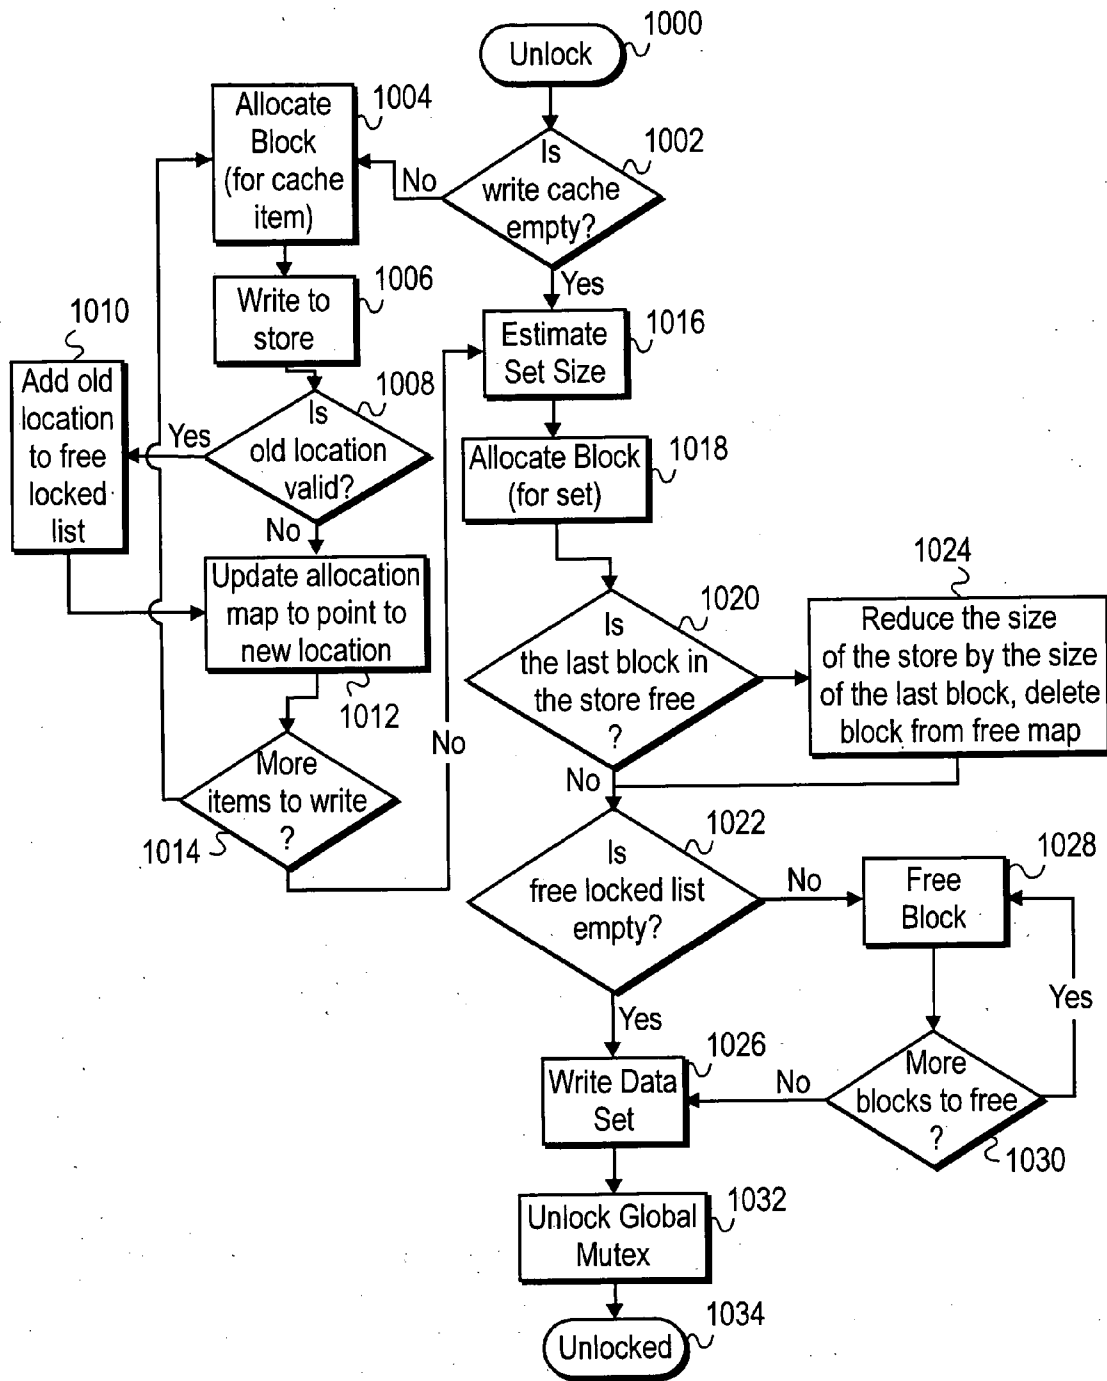 Unlock
1000
Is
write cache
empty?
1002
No
Yes
Allocate
Block
(for cache
item)
1004
Write to
store
1006
Is
old location
valid?
1008
Yes
No
1010
Add old
location
to free
locked
list
Update allocation
map to point to
new location
1012
More
items to write
?
1014
No
Estimate
Set Size
1016
Allocate Block
(for set)
1018
Is
the last block in
the store free
?
1020
No
1024
Reduce the size
of the store by the size
of the last block, delete
block from free map
Is
free locked list
empty?
1022
No
Yes
Free
Block
1028
Yes
More
blocks to free
?
1030
No
Write Data
Set
1026
Unlock Global
Mutex
1032
Unlocked
1034